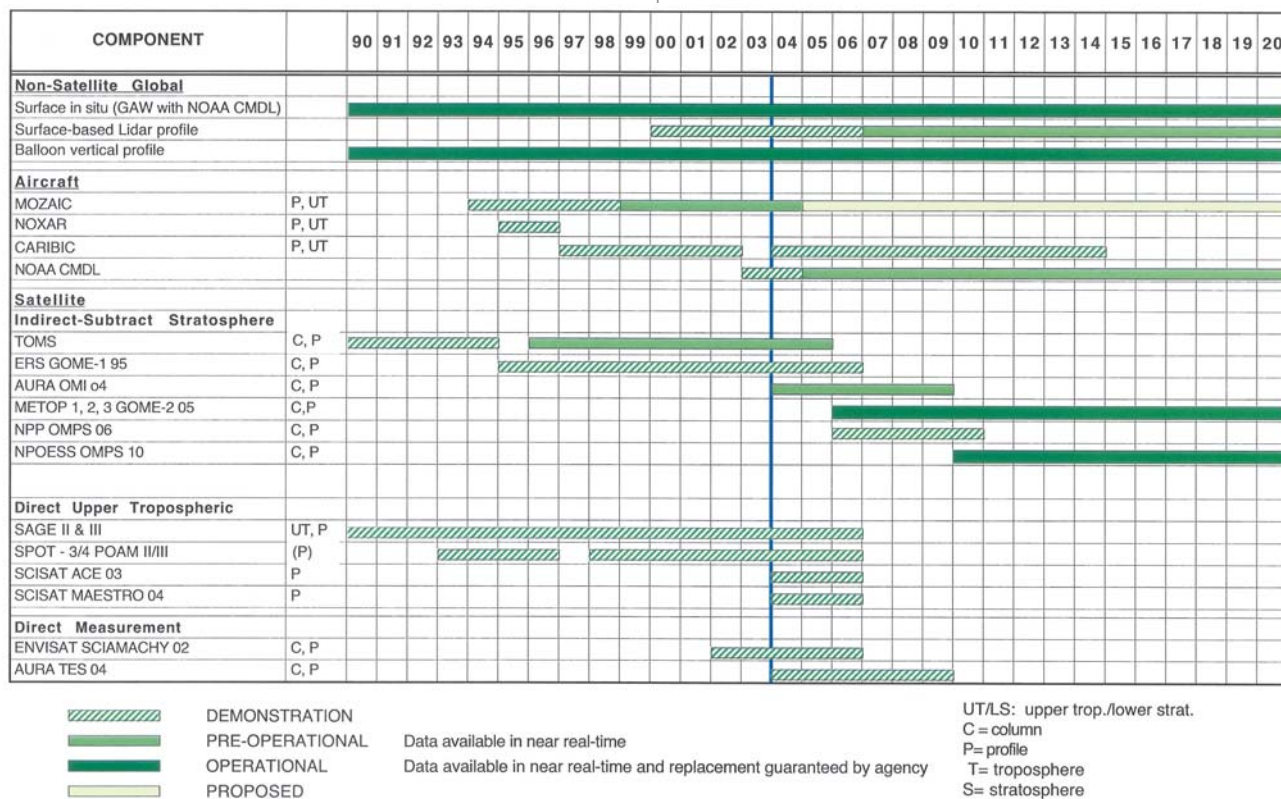 COMPONENT 90 91 92 93 94 95 96 97 98 99 00 01 02 03 04 05 06 07 08 09 10 11 12 13 14 15 16 17 18 19 20
Non-Satellite Global
Surface in situ (GAW with NOAA CMDL)
Surface-based Lidar profile
Balloon vertical profile
Aircraft
MOZAIC P, UT
NOXAR P, UT
CARIBIC P, UT
NOAA CMDL
Satellite
Indirect-Subtract Stratosphere
TOMS C, P
ERS GOME-1 95 C, P
AURA OMI o4 C, P
METOP 1, 2, 3 GOME-2 05 C,P
NPP OMPS 06 C, P
NPOESS OMPS 10 C, P
Direct Upper Tropospheric
SAGE II & III UT, P
SPOT - 3/4 POAM II/III (P)
SCISAT ACE 03 P
SCISAT MAESTRO 04 P
Direct Measurement
ENVISAT SCIAMACHY 02 C, P
AURA TES 04 C, P
DEMONSTRATION
PRE-OPERATIONAL Data available in near real-time
OPERATIONAL Data available in near real-time and replacement guaranteed by agency
PROPOSED
UT/LS: upper trop./lower strat.
C = column
P= profile
T= troposphere
S= stratosphere